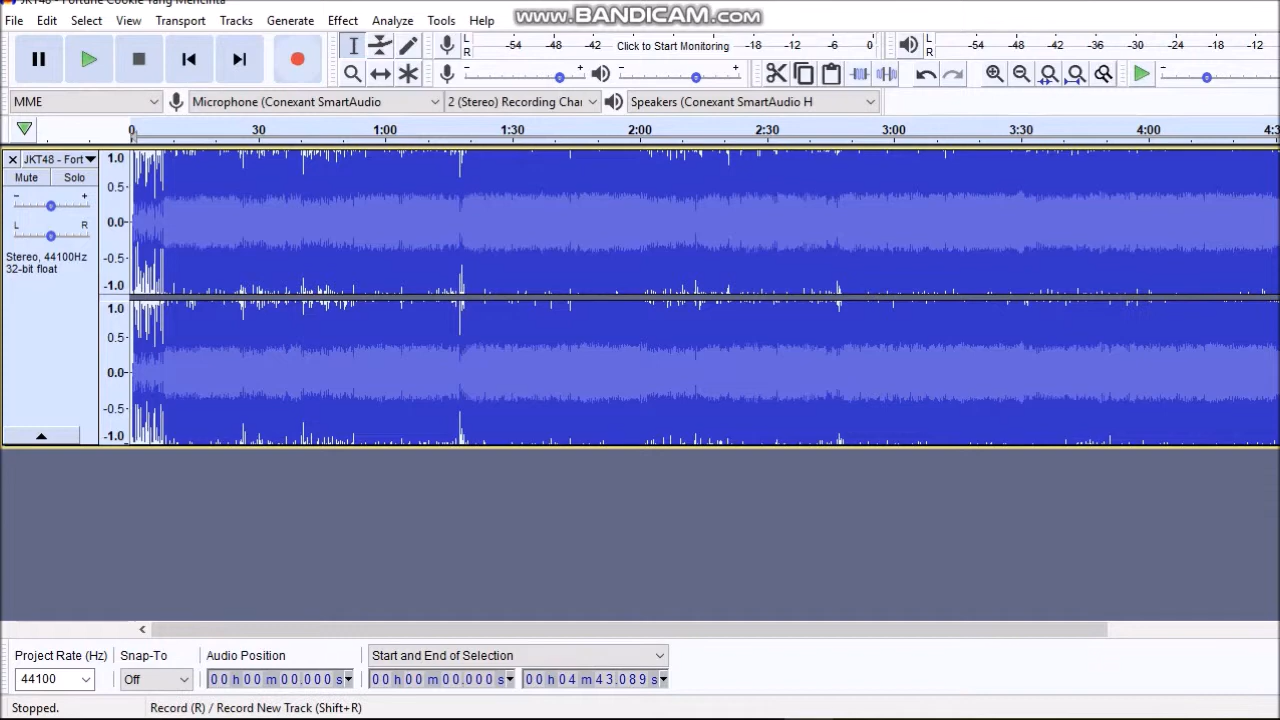 JKT48 - Fortune Cookie Yang Mencinta
www.BANDICAM.com
File Edit Select View Transport Tracks Generate Effect Analyze Tools Help
L R -54 -48 -42 Click to Start Monitoring -18 -12 -6 0 L R -54 -48 -42 -36 -30 -24 -18 -12
- + - +
MME Microphone (Conexant SmartAudio 2 (Stereo) Recording Char Speakers (Conexant SmartAudio H
0 30 1:00 1:30 2:00 2:30 3:00 3:30 4:00 4:3
JKT48 - Fort
Mute Solo
- +
L R
Stereo, 44100Hz
32-bit float
1.0
0.5
0.0
-0.5
-1.0
1.0
0.5
0.0
-0.5
-1.0
Project Rate (Hz) Snap-To Audio Position Start and End of Selection
44100 Off 00 h 00 m 00.000 s 00 h 00 m 00.000 s 00 h 04 m 43.089 s
Stopped. Record (R) / Record New Track (Shift+R)